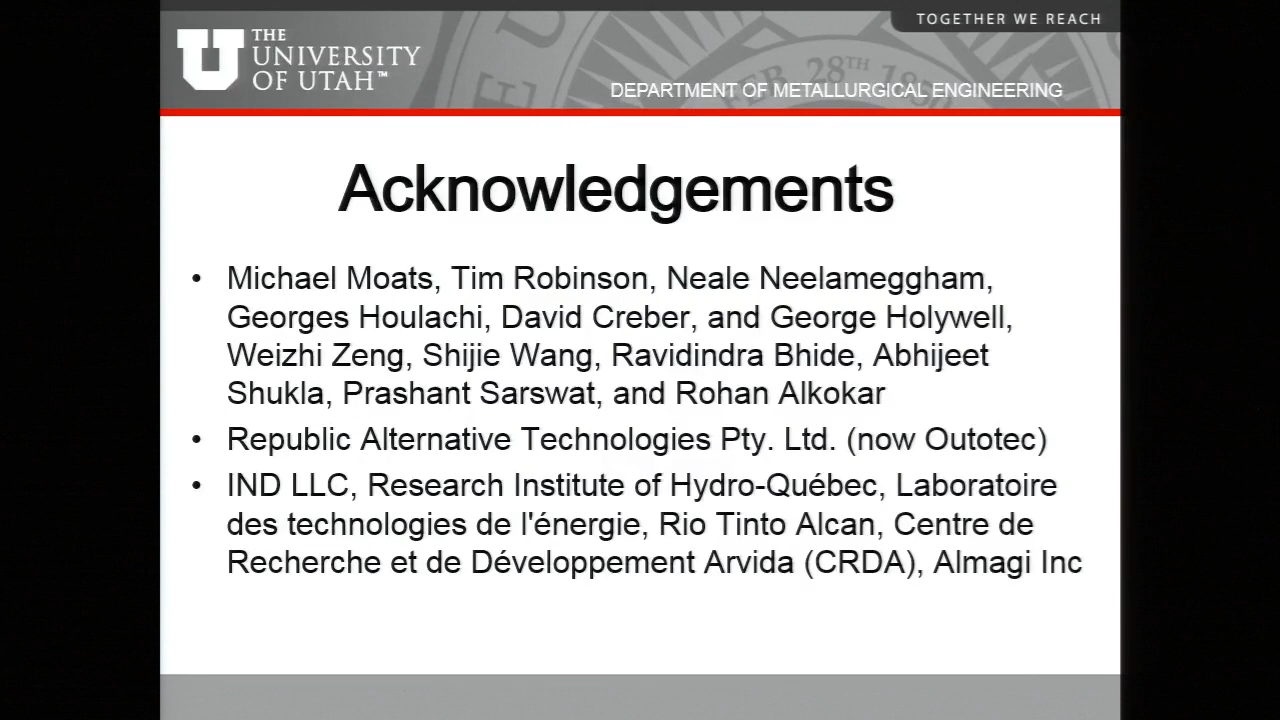 TOGETHER WE REACH
THE
UNIVERSITY
OF UTAH™
FEB. 28TH 1850
DEPARTMENT OF METALLURGICAL ENGINEERING
Acknowledgements
• Michael Moats, Tim Robinson, Neale Neelameggham,
Georges Houlachi, David Creber, and George Holywell,
Weizhi Zeng, Shijie Wang, Ravidindra Bhide, Abhijeet
Shukla, Prashant Sarswat, and Rohan Alkokar
• Republic Alternative Technologies Pty. Ltd. (now Outotec)
• IND LLC, Research Institute of Hydro-Québec, Laboratoire
des technologies de l'énergie, Rio Tinto Alcan, Centre de
Recherche et de Développement Arvida (CRDA), Almagi Inc